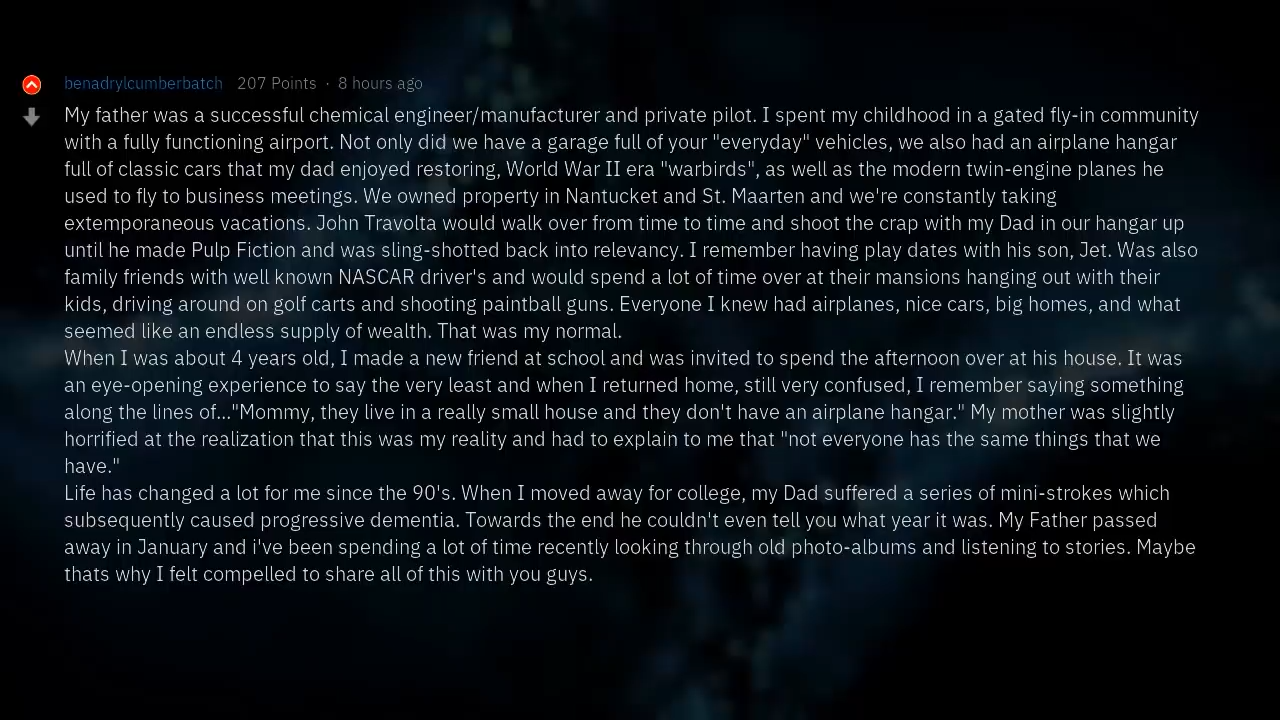 benadrylcumberbatch 207 Points · 8 hours ago
My father was a successful chemical engineer/manufacturer and private pilot. I spent my childhood in a gated fly-in community
with a fully functioning airport. Not only did we have a garage full of your "everyday" vehicles, we also had an airplane hangar
full of classic cars that my dad enjoyed restoring, World War II era "warbirds", as well as the modern twin-engine planes he
used to fly to business meetings. We owned property in Nantucket and St. Maarten and we're constantly taking
extemporaneous vacations. John Travolta would walk over from time to time and shoot the crap with my Dad in our hangar up
until he made Pulp Fiction and was sling-shotted back into relevancy. I remember having play dates with his son, Jet. Was also
family friends with well known NASCAR driver's and would spend a lot of time over at their mansions hanging out with their
kids, driving around on golf carts and shooting paintball guns. Everyone I knew had airplanes, nice cars, big homes, and what
seemed like an endless supply of wealth. That was my normal.
When I was about 4 years old, I made a new friend at school and was invited to spend the afternoon over at his house. It was
an eye-opening experience to say the very least and when I returned home, still very confused, I remember saying something
along the lines of..."Mommy, they live in a really small house and they don't have an airplane hangar." My mother was slightly
horrified at the realization that this was my reality and had to explain to me that "not everyone has the same things that we
have."
Life has changed a lot for me since the 90's. When I moved away for college, my Dad suffered a series of mini-strokes which
subsequently caused progressive dementia. Towards the end he couldn't even tell you what year it was. My Father passed
away in January and i've been spending a lot of time recently looking through old photo-albums and listening to stories. Maybe
thats why I felt compelled to share all of this with you guys.